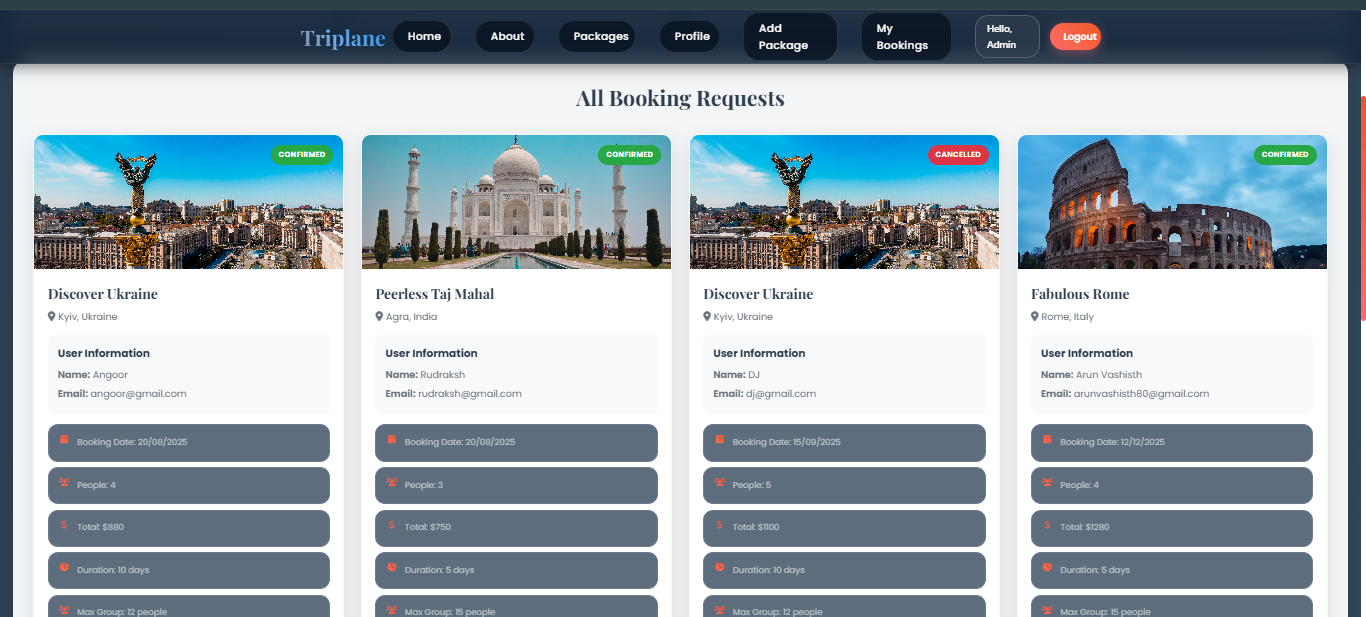 Triplane
Home
About
Packages
Profile
Add
Package
My
Bookings
Hello,
Admin
Logout
All Booking Requests
CONFIRMED
Discover Ukraine
Kyiv, Ukraine
User Information
Name: Angoor
Email: angoor@gmail.com
Booking Date: 20/08/2025
People: 4
Total: $880
Duration: 10 days
Max Group: 12 people
CONFIRMED
Peerless Taj Mahal
Agra, India
User Information
Name: Rudraksh
Email: rudraksh@gmail.com
Booking Date: 20/08/2025
People: 3
Total: $750
Duration: 5 days
Max Group: 15 people
CANCELLED
Discover Ukraine
Kyiv, Ukraine
User Information
Name: DJ
Email: dj@gmail.com
Booking Date: 15/09/2025
People: 5
Total: $1100
Duration: 10 days
Max Group: 12 people
CONFIRMED
Fabulous Rome
Rome, Italy
User Information
Name: Arun Vashisth
Email: arunvashisth80@gmail.com
Booking Date: 12/12/2025
People: 4
Total: $1280
Duration: 5 days
Max Group: 15 people